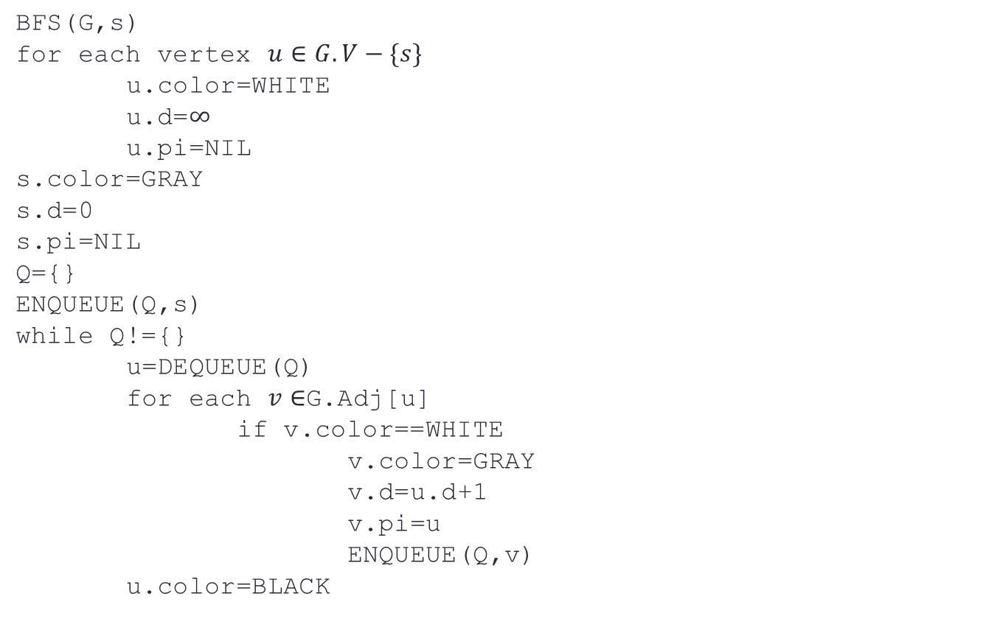 BFS(G,s)
for each vertex u ∈ G.V − {s}
u.color=WHITE
u.d=∞
u.pi=NIL
s.color=GRAY
s.d=0
s.pi=NIL
Q={}
ENQUEUE(Q,s)
while Q!={}
u=DEQUEUE(Q)
for each v ∈G.Adj[u]
if v.color==WHITE
v.color=GRAY
v.d=u.d+1
v.pi=u
ENQUEUE(Q,v)
u.color=BLACK